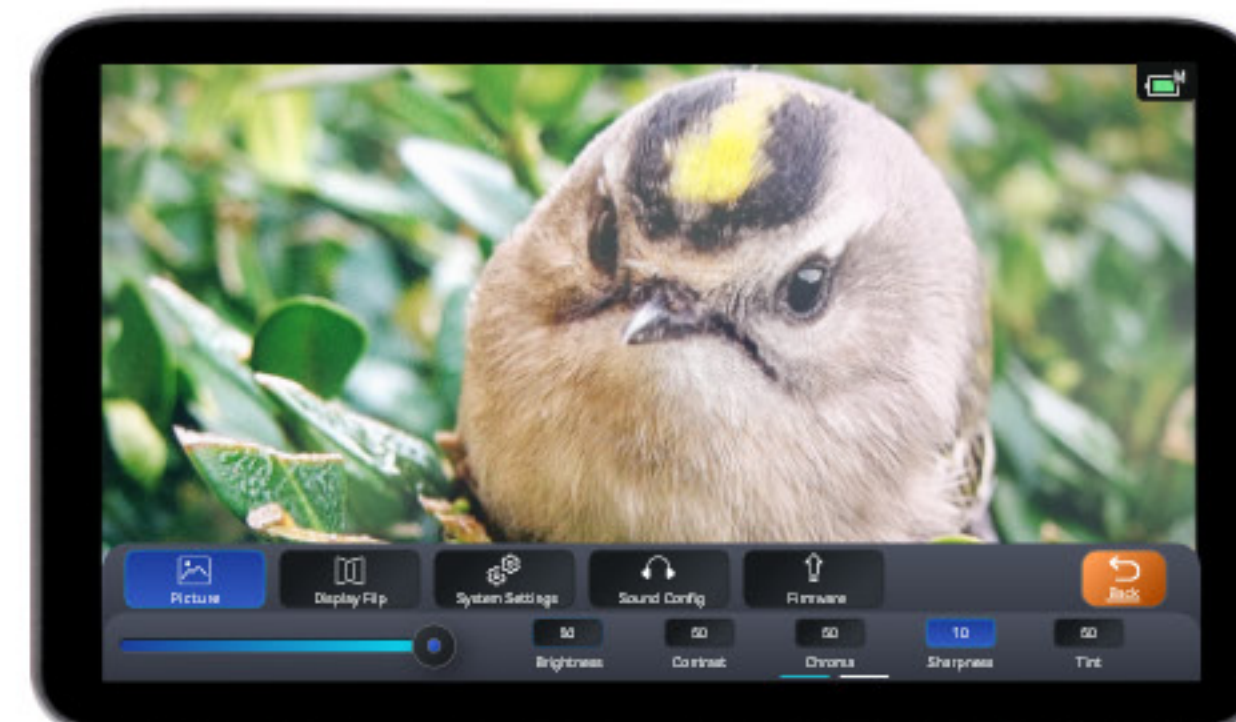 M
Picture
Display Flip
System Settings
Sound Config
Firmware
Back
50 50 50 10 50
Brightness Contrast Chroma Sharpness Tint